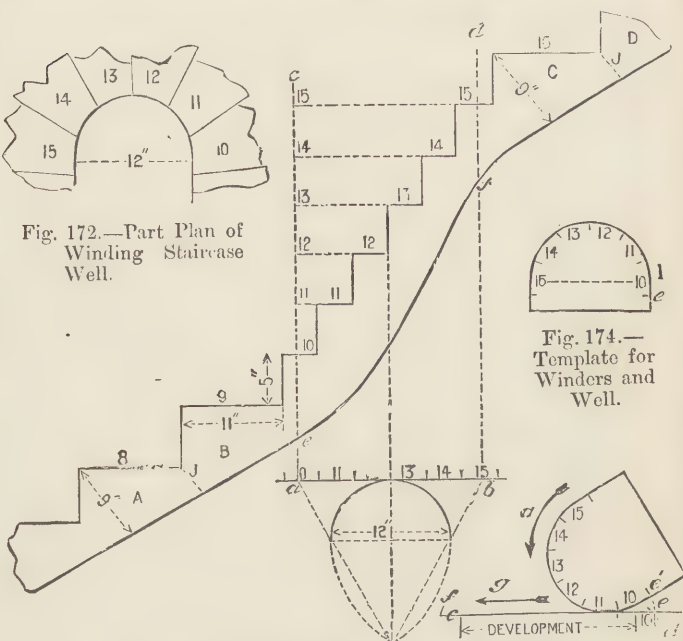 d
15
D
J
C
9"
c
13 12
14 11
15 10
12"
Fig. 172.—Part Plan of
Winding Staircase
Well.
15
14
14
13
13
12
12
11 11
10
f
13 12
14 11
15 10
1
e
Fig. 174.—
Template for
Winders and
Well.
9
5"
11"
B
e
8
J
9"
A
11 13 14 15
a b
12"
15
14
13
12 11 10
e'
e
g
f
c
DEVELOPMENT
10
d